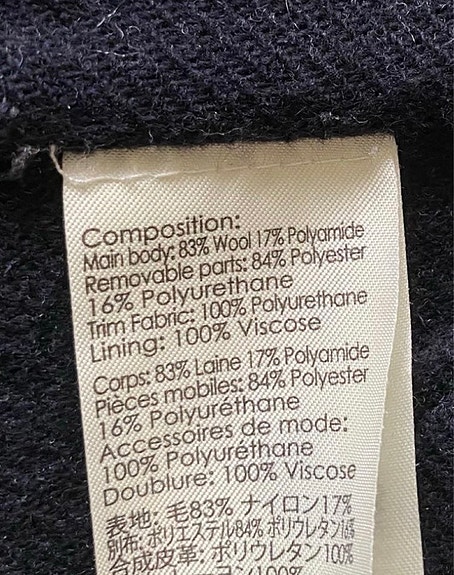 Composition:
Main body: 83% Wool 17% Polyamide
Removable parts: 84% Polyester
16% Polyurethane
Trim Fabric: 100% Polyurethane
Lining: 100% Viscose
Corps: 83% Laine 17% Polyamide
Pièces mobiles: 84% Polyester
16% Polyuréthane
Accessoires de mode:
100% Polyuréthane
Doublure: 100% Viscose
表地: 毛83% ナイロン17%
別布: ポリエステル84% ポリウレタン16%
合成皮革: ポリウレタン100%